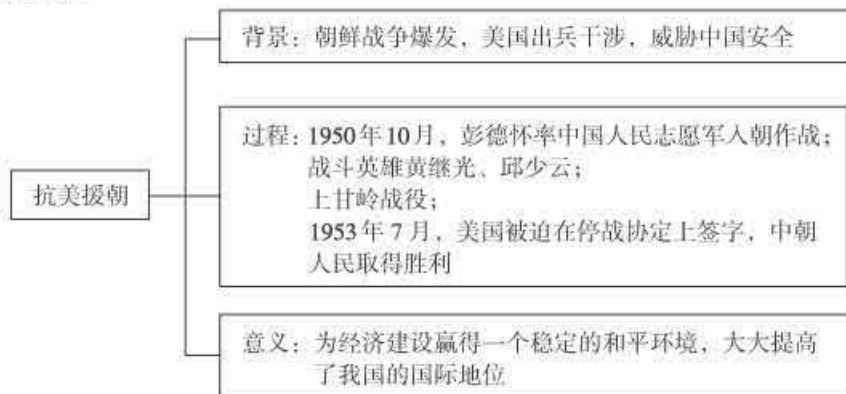 背景：朝鲜战争爆发，美国出兵干涉，威胁中国安全
过程：1950年10月，彭德怀率中国人民志愿军入朝作战；
战斗英雄黄继光、邱少云；
上甘岭战役；
1953年7月，美国被迫在停战协定上签字，中朝
人民取得胜利
抗美援朝
意义：为经济建设赢得一个稳定的和平环境，大大提高
了我国的国际地位